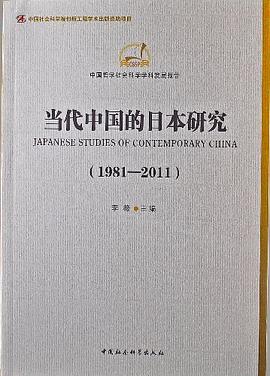 中国社会科学院创新工程学术出版资助项目
中国哲学社会科学学科发展报告
当代中国的日本研究
JAPANESE STUDIES OF CONTEMPORARY CHINA
（1981—2011）
李薇 主编
中国社会科学出版社